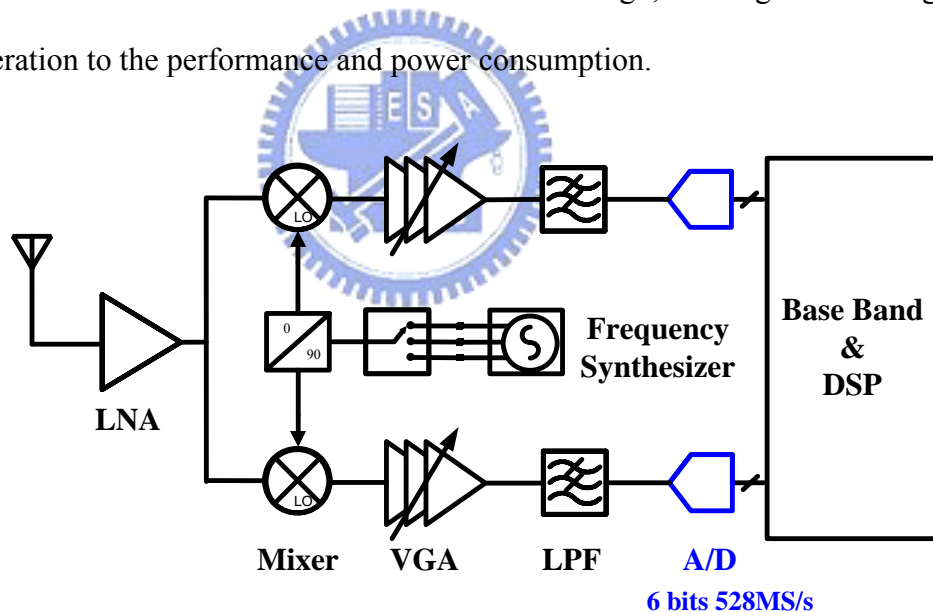 eration to the performance and power consumption.
ESA
LO
0
90
Frequency
Synthesizer
Base Band
&
DSP
LNA
LO
Mixer VGA LPF A/D
6 bits 528MS/s